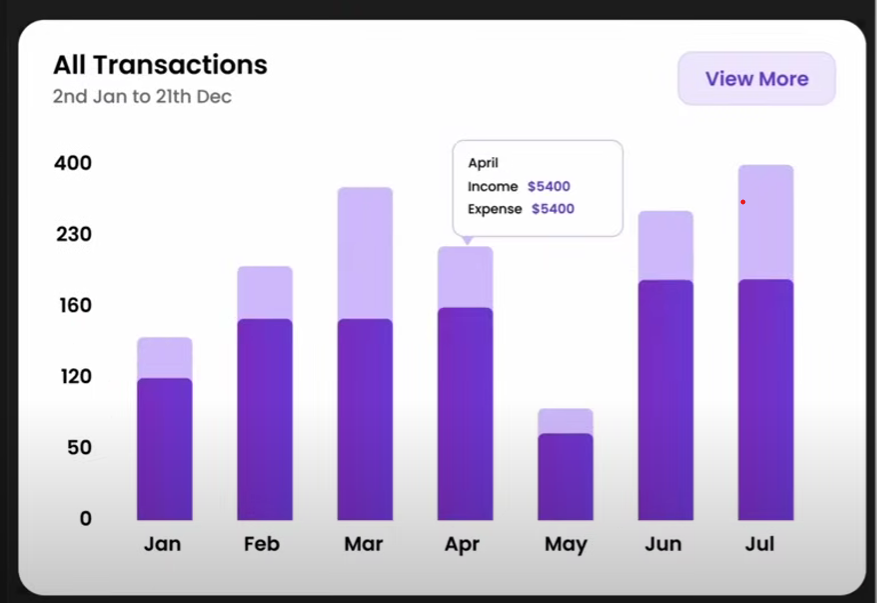 All Transactions
2nd Jan to 21th Dec
View More
April
Income $5400
Expense $5400
400
230
160
120
50
0
Jan Feb Mar Apr May Jun Jul